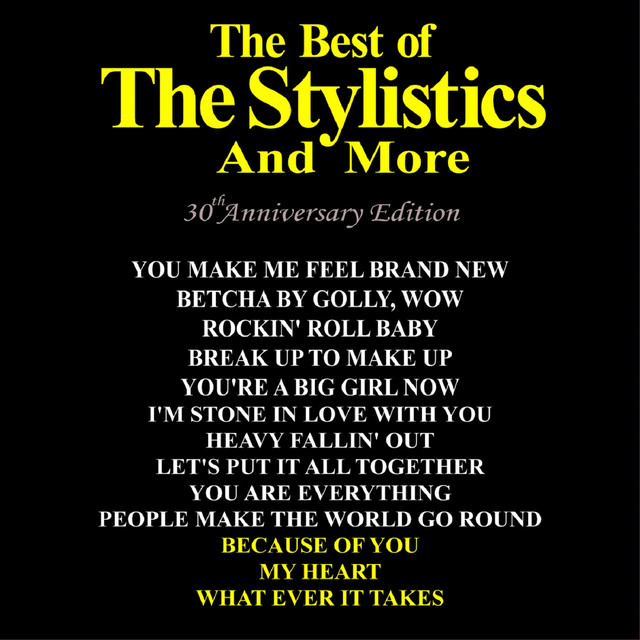 The Best of
The Stylistics
And More
30th Anniversary Edition
YOU MAKE ME FEEL BRAND NEW
BETCHA BY GOLLY, WOW
ROCKIN' ROLL BABY
BREAK UP TO MAKE UP
YOU'RE A BIG GIRL NOW
I'M STONE IN LOVE WITH YOU
HEAVY FALLIN' OUT
LET'S PUT IT ALL TOGETHER
YOU ARE EVERYTHING
PEOPLE MAKE THE WORLD GO ROUND
BECAUSE OF YOU
MY HEART
WHAT EVER IT TAKES